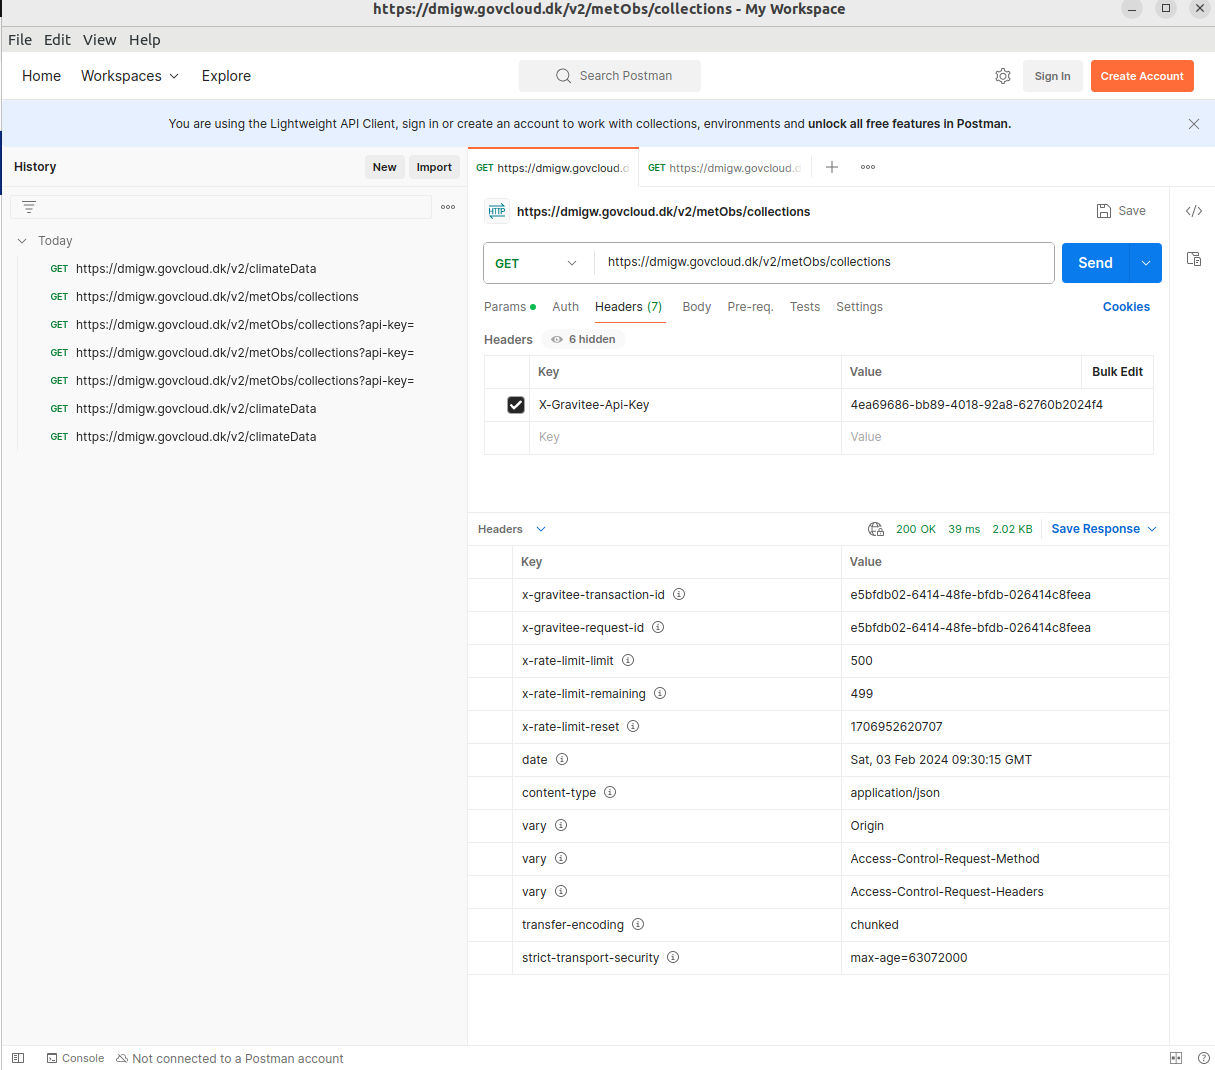 https://dmigw.govcloud.dk/v2/metObs/collections - My Workspace
File Edit View Help
Home Workspaces Explore Search Postman Sign In Create Account
You are using the Lightweight API Client, sign in or create an account to work with collections, environments and unlock all free features in Postman.
History New Import
Today
GET https://dmigw.govcloud.dk/v2/climateData
GET https://dmigw.govcloud.dk/v2/metObs/collections
GET https://dmigw.govcloud.dk/v2/metObs/collections?api-key=
GET https://dmigw.govcloud.dk/v2/metObs/collections?api-key=
GET https://dmigw.govcloud.dk/v2/metObs/collections?api-key=
GET https://dmigw.govcloud.dk/v2/climateData
GET https://dmigw.govcloud.dk/v2/climateData
GET https://dmigw.govcloud.d GET https://dmigw.govcloud.d
HTTP https://dmigw.govcloud.dk/v2/metObs/collections Save
GET https://dmigw.govcloud.dk/v2/metObs/collections Send
Params Auth Headers (7) Body Pre-req. Tests Settings Cookies
Headers 6 hidden
Key Value Bulk Edit
X-Gravitee-Api-Key 4ea69686-bb89-4018-92a8-62760b2024f4
Key Value
Headers 200 OK 39 ms 2.02 KB Save Response
Key Value
x-gravitee-transaction-id e5bfdb02-6414-48fe-bfdb-026414c8feea
x-gravitee-request-id e5bfdb02-6414-48fe-bfdb-026414c8feea
x-rate-limit-limit 500
x-rate-limit-remaining 499
x-rate-limit-reset 1706952620707
date Sat, 03 Feb 2024 09:30:15 GMT
content-type application/json
vary Origin
vary Access-Control-Request-Method
vary Access-Control-Request-Headers
transfer-encoding chunked
strict-transport-security max-age=63072000
Console Not connected to a Postman account